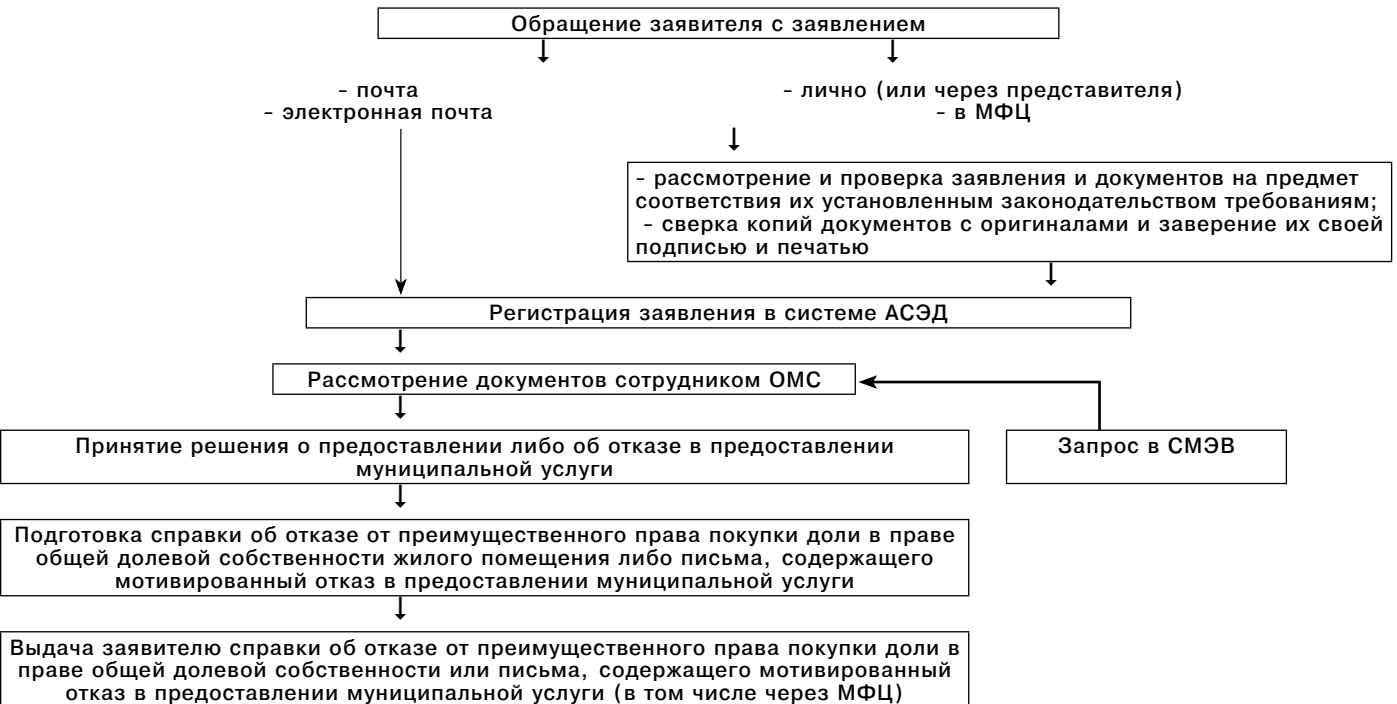 Обращение заявителя с заявлением
- почта
- электронная почта
- лично (или через представителя)
- в МФЦ
- рассмотрение и проверка заявления и документов на предмет
соответствия их установленным законодательством требованиям;
- сверка копий документов с оригиналами и заверение их своей
подписью и печатью
Регистрация заявления в системе АСЭД
Рассмотрение документов сотрудником ОМС
Принятие решения о предоставлении либо об отказе в предоставлении
муниципальной услуги
Запрос в СМЭВ
Подготовка справки об отказе от преимущественного права покупки доли в праве
общей долевой собственности жилого помещения либо письма, содержащего
мотивированный отказ в предоставлении муниципальной услуги
Выдача заявителю справки об отказе от преимущественного права покупки доли в
праве общей долевой собственности или письма, содержащего мотивированный
отказ в предоставлении муниципальной услуги (в том числе через МФЦ)